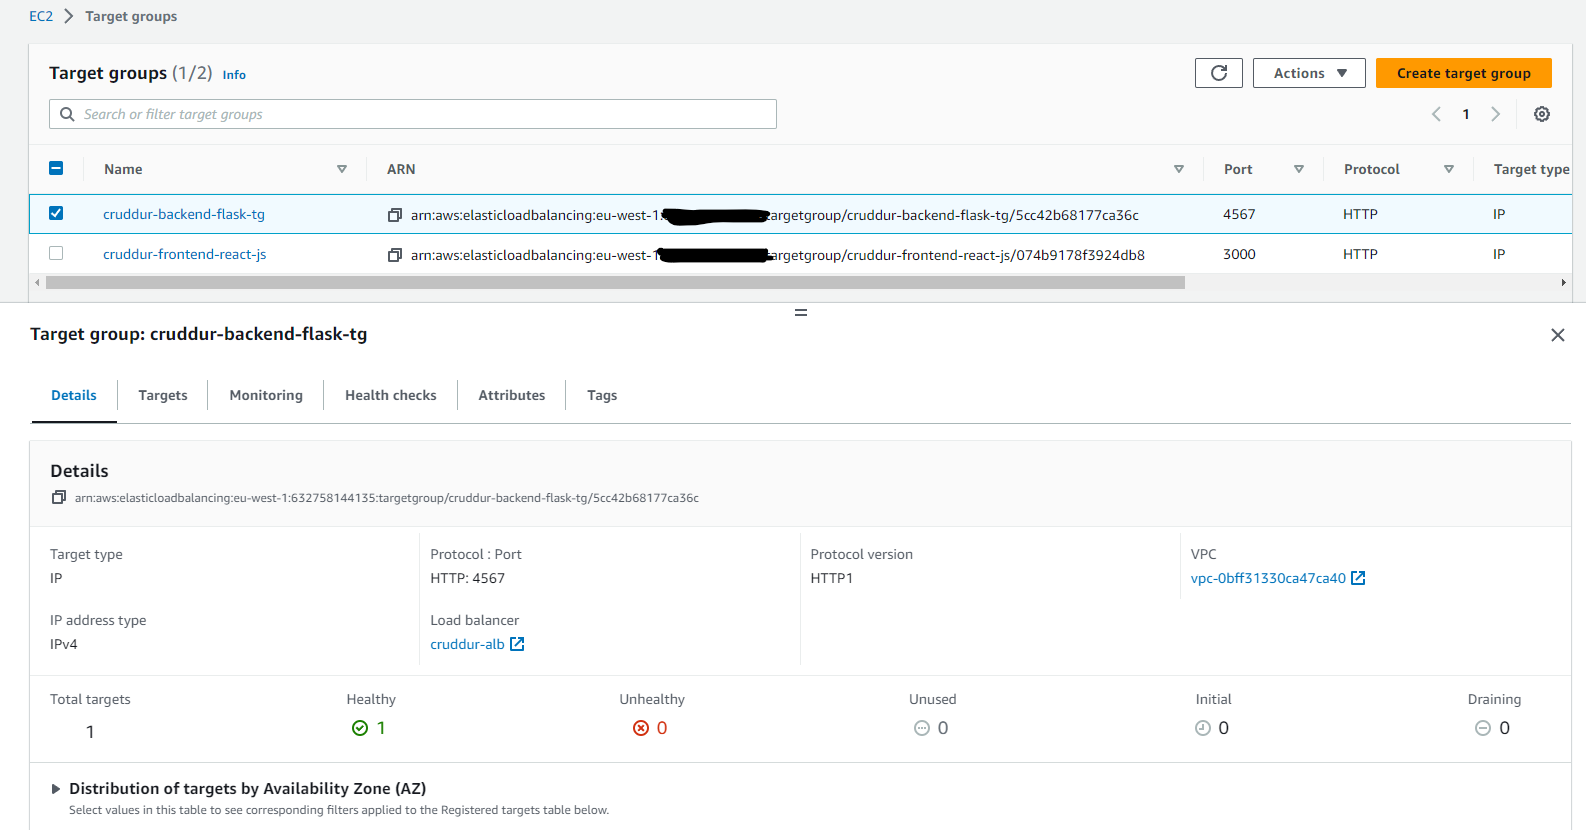 EC2 Target groups
Target groups (1/2) Info
Actions
Create target group
Search or filter target groups
1
Name ARN Port Protocol Target type
cruddur-backend-flask-tg arn:aws:elasticloadbalancing:eu-west-1: targetgroup/cruddur-backend-flask-tg/5cc42b68177ca36c 4567 HTTP IP
cruddur-frontend-react-js arn:aws:elasticloadbalancing:eu-west-1 argetgroup/cruddur-frontend-react-js/074b9178f3924db8 3000 HTTP IP
Target group: cruddur-backend-flask-tg
Details Targets Monitoring Health checks Attributes Tags
Details
arn:aws:elasticloadbalancing:eu-west-1:632758144135:targetgroup/cruddur-backend-flask-tg/5cc42b68177ca36c
Target type Protocol : Port Protocol version VPC
IP HTTP: 4567 HTTP1 vpc-0bff31330ca47ca40
IP address type Load balancer
IPv4 cruddur-alb
Total targets Healthy Unhealthy Unused Initial Draining
1 1 0 0 0 0
Distribution of targets by Availability Zone (AZ)
Select values in this table to see corresponding filters applied to the Registered targets table below.